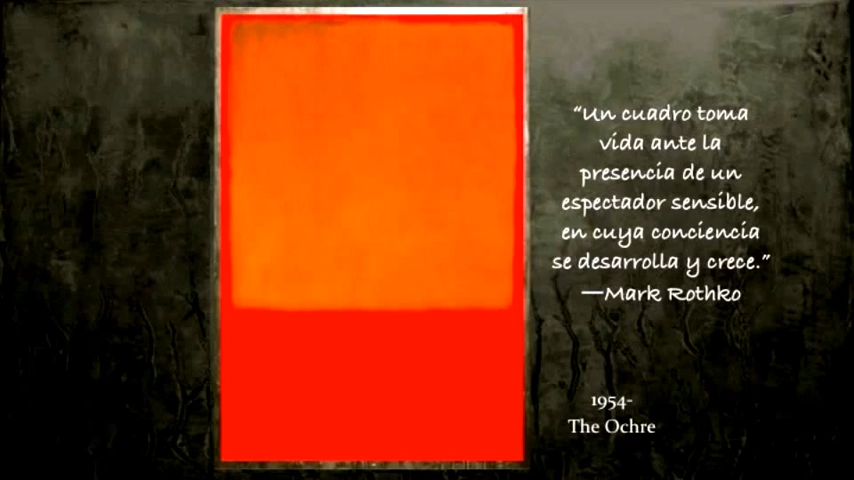 “Un cuadro toma
vida ante la
presencia de un
espectador sensible,
en cuya conciencia
se desarrolla y crece.”
—Mark Rothko
1954-
The Ochre